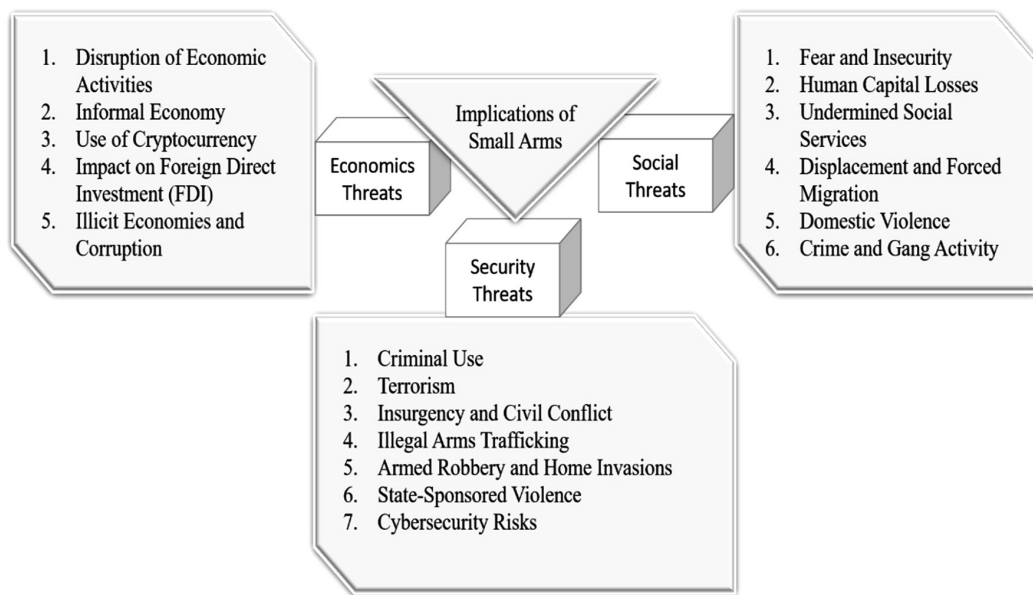 1. Disruption of Economic
Activities
2. Informal Economy
3. Use of Cryptocurrency
4. Impact on Foreign Direct
Investment (FDI)
5. Illicit Economies and
Corruption
Economics
Threats
Implications of
Small Arms
Social
Threats
1. Fear and Insecurity
2. Human Capital Losses
3. Undermined Social
Services
4. Displacement and Forced
Migration
5. Domestic Violence
6. Crime and Gang Activity
Security
Threats
1. Criminal Use
2. Terrorism
3. Insurgency and Civil Conflict
4. Illegal Arms Trafficking
5. Armed Robbery and Home Invasions
6. State-Sponsored Violence
7. Cybersecurity Risks